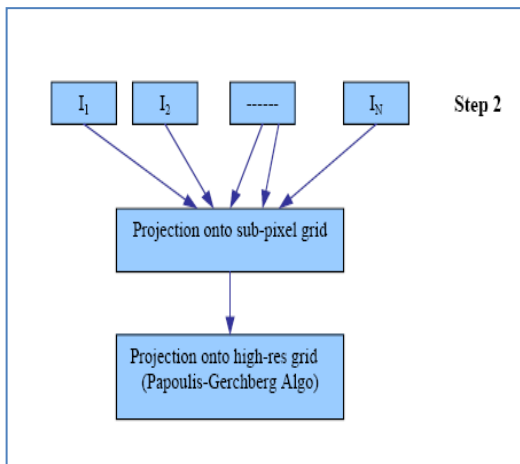 I1 I2 ------ IN Step 2
Projection onto sub-pixel grid
Projection onto high-res grid
(Papoulis-Gerchberg Algo)